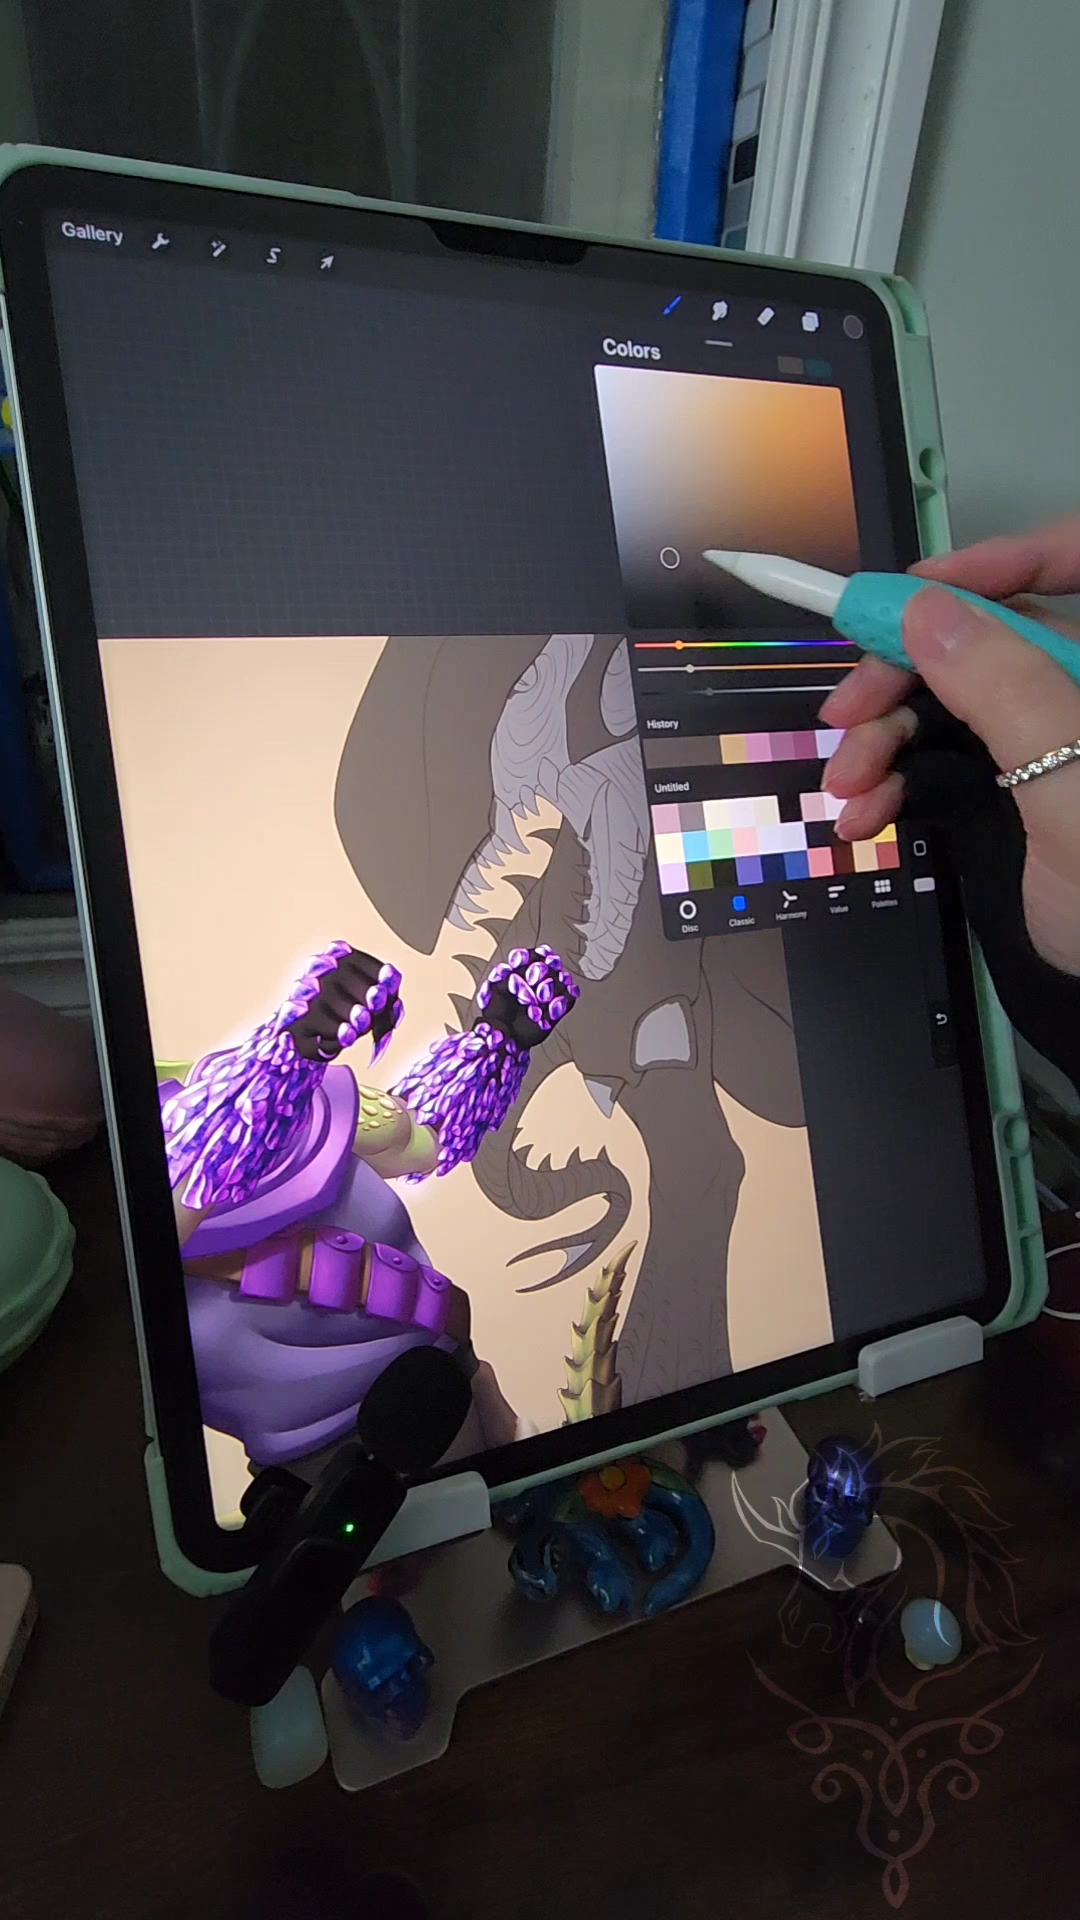 Gallery
Colors
History
Untitled
Disc
Classic
Harmony
Value
Palettes